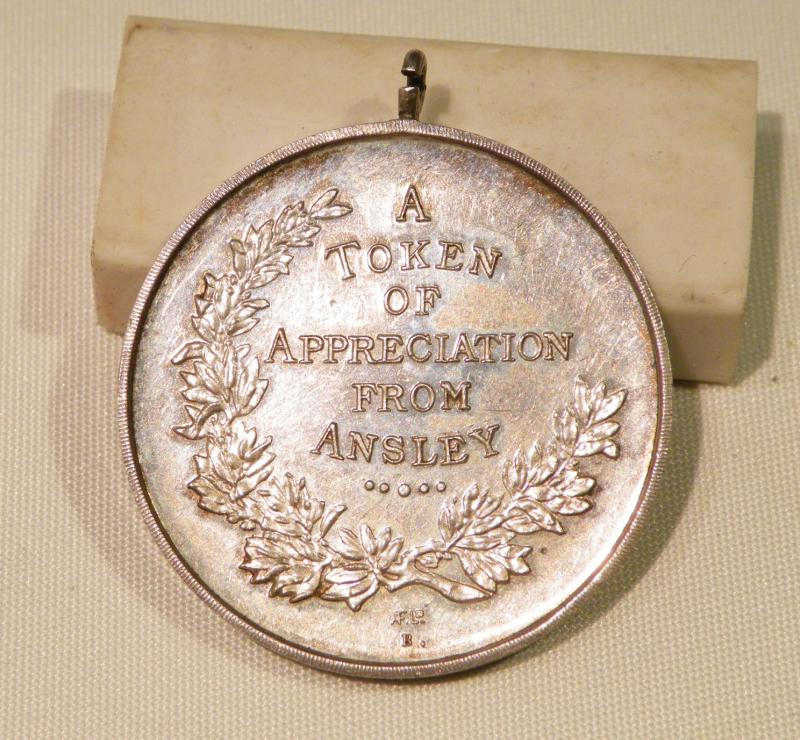 A
TOKEN
OF
APPRECIATION
FROM
ANSLEY
B.